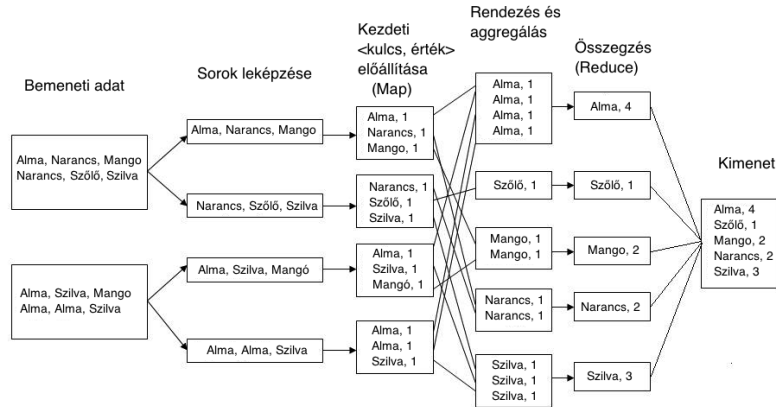 Bemeneti adat
Alma, Narancs, Mango
Narancs, Szőlő, Szilva
Alma, Szilva, Mango
Alma, Alma, Szilva
Sorok leképzése
Alma, Narancs, Mango
Narancs, Szőlő, Szilva
Alma, Szilva, Mangó
Alma, Alma, Szilva
Kezdeti
<kulcs, érték>
előállítása
(Map)
Alma, 1
Narancs, 1
Mango, 1
Narancs, 1
Szőlő, 1
Szilva, 1
Alma, 1
Szilva, 1
Mangó, 1
Alma, 1
Alma, 1
Szilva, 1
Rendezés és
aggregálás
Alma, 1
Alma, 1
Alma, 1
Alma, 1
Szőlő, 1
Mango, 1
Mango, 1
Narancs, 1
Narancs, 1
Szilva, 1
Szilva, 1
Szilva, 1
Összegzés
(Reduce)
Alma, 4
Szőlő, 1
Mango, 2
Narancs, 2
Szilva, 3
Kimenet
Alma, 4
Szőlő, 1
Mango, 2
Narancs, 2
Szilva, 3